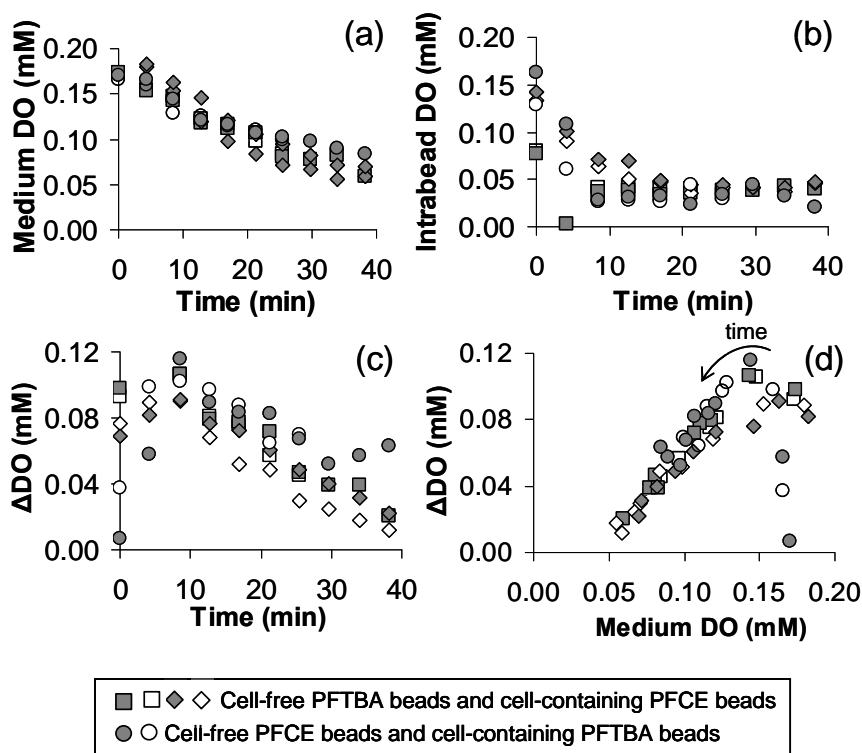 (a)
Medium DO (mM)
0.20
0.15
0.10
0.05
0.00
0 10 20 30 40
Time (min)
(b)
Intrabead DO (mM)
0.20
0.15
0.10
0.05
0.00
0 10 20 30 40
Time (min)
(c)
ΔDO (mM)
0.12
0.08
0.04
0.00
0 10 20 30 40
Time (min)
(d)
time
ΔDO (mM)
0.12
0.08
0.04
0.00
0.00 0.05 0.10 0.15 0.20
Medium DO (mM)
Cell-free PFTBA beads and cell-containing PFCE beads
Cell-free PFCE beads and cell-containing PFTBA beads